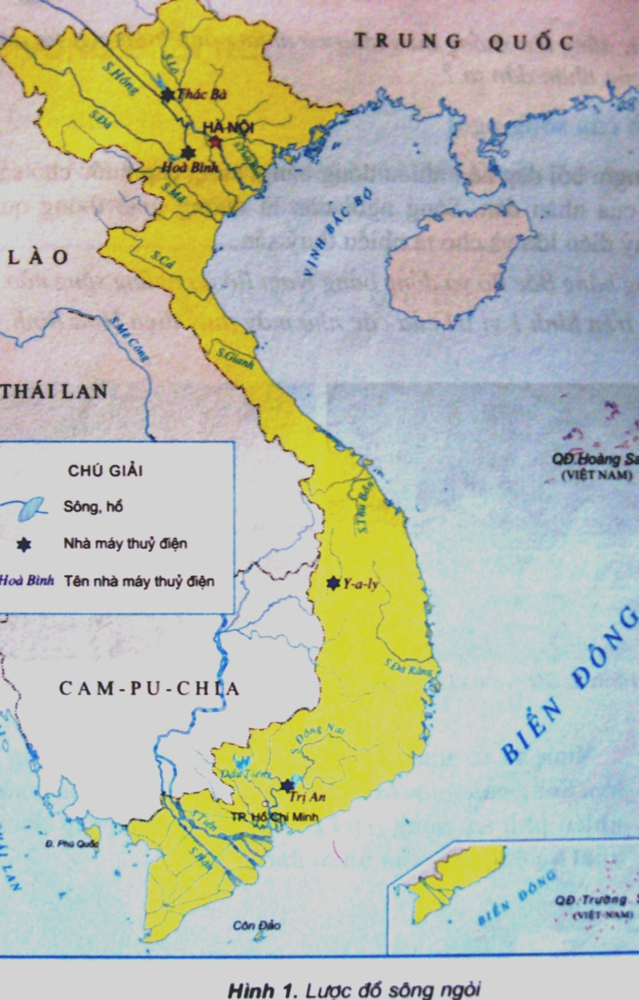 TRUNG QUỐC
S.Hồng
S.Lô
Thác Bà
S.Đà
HÀ NỘI
Hoà Bình
S.Mã
VỊNH BẮC BỘ
LÀO
S.Cả
S.Mê Công
S.Gianh
THÁI LAN
QĐ.Hoàng Sa
(VIỆT NAM)
CHÚ GIẢI
Sông, hồ
Nhà máy thuỷ điện
Hoà Bình Tên nhà máy thuỷ điện
S.Thu Bồn
Y-a-ly
S.Đà Rằng
BIỂN ĐÔNG
CAM-PU-CHIA
S.Đồng Nai
Dầu Tiếng
Trị An
TP. Hồ Chí Minh
S.Tiền
S.Hậu
Đ. Phú Quốc
THÁI LAN
Côn Đảo
BIỂN ĐÔNG
QĐ.Trường
(VIỆT NAM)
Hình 1. Lược đồ sông ngòi